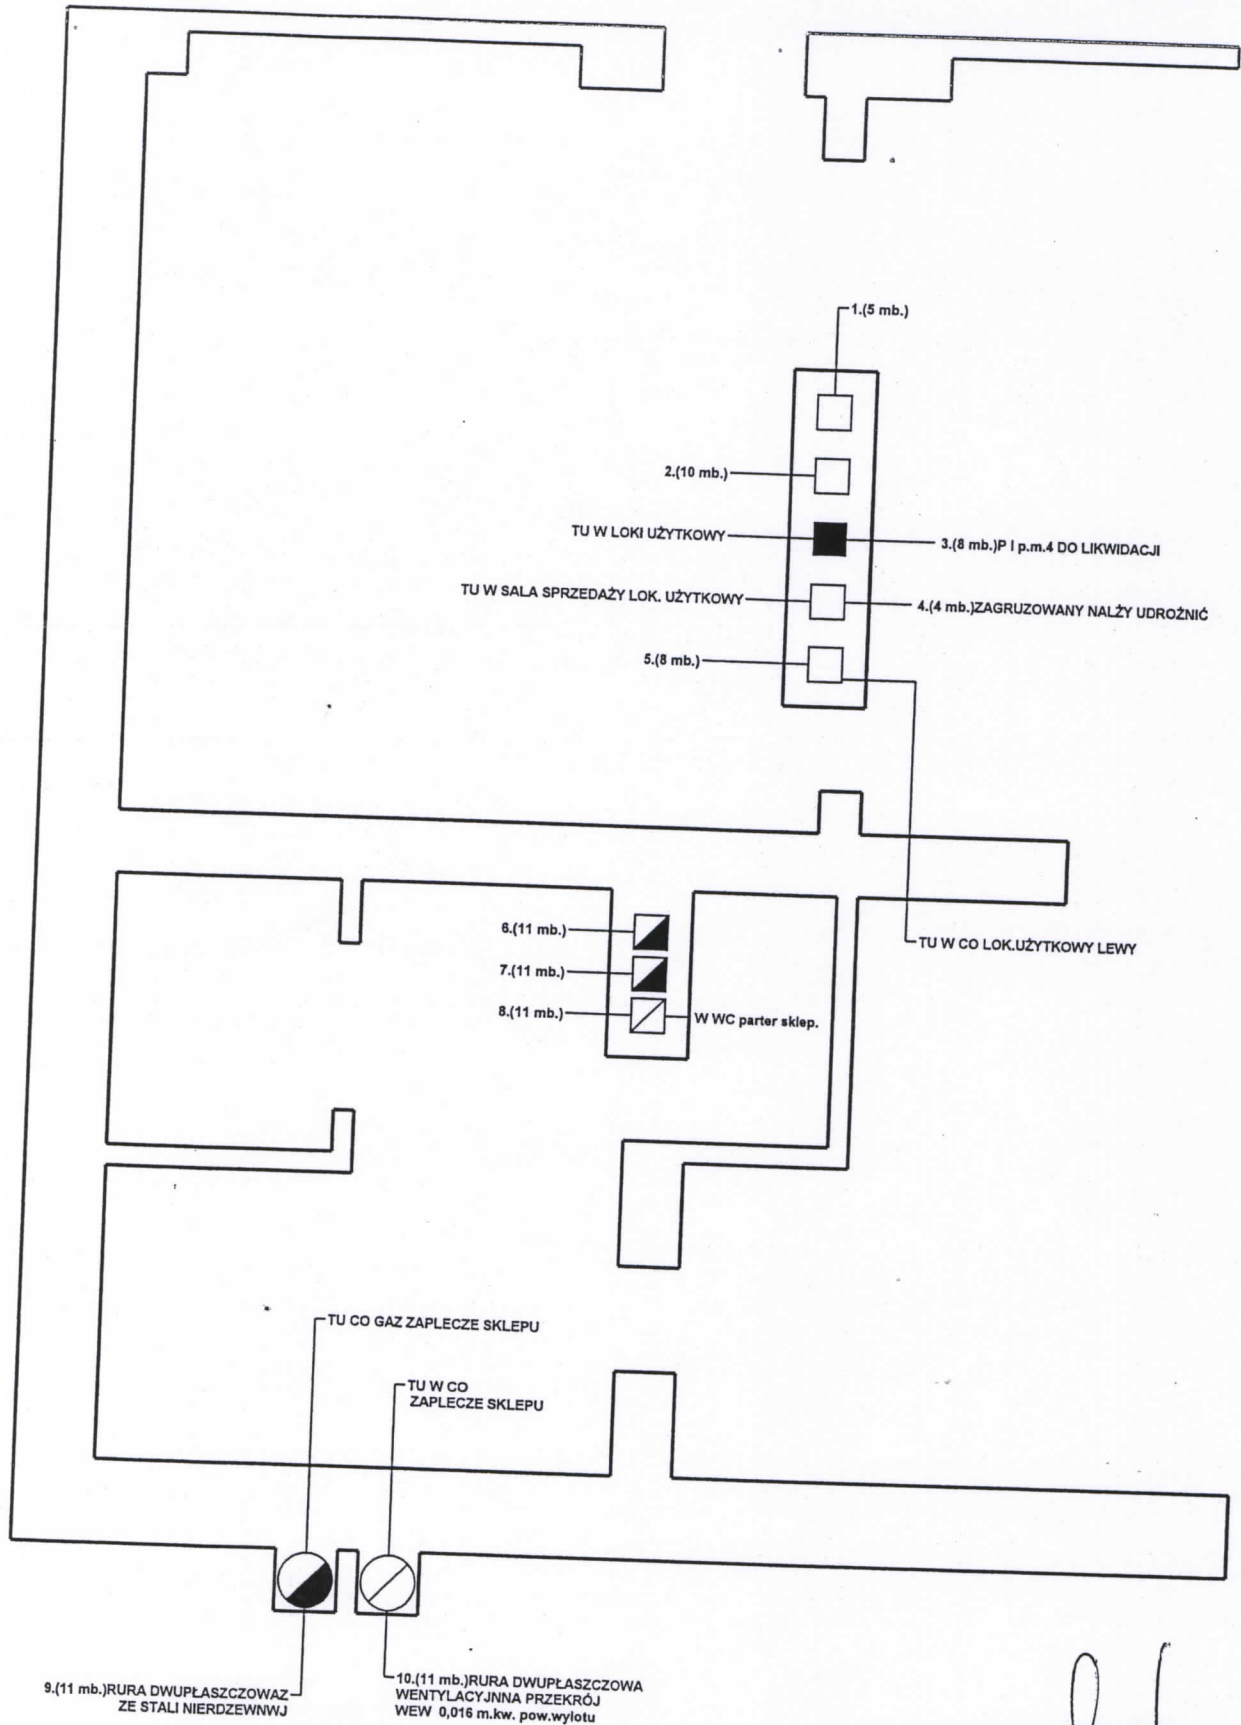 1.(5 mb.)
2.(10 mb.)
TU W LOKI UŻYTKOWY
3.(8 mb.)P I p.m.4 DO LIKWIDACJI
TU W SALA SPRZEDAŻY LOK. UŻYTKOWY
4.(4 mb.)ZAGRUZOWANY NALŻY UDROŻNIĆ
5.(8 mb.)
6.(11 mb.)
TU W CO LOK.UŻYTKOWY LEWY
7.(11 mb.)
8.(11 mb.)
W WC parter sklep.
TU CO GAZ ZAPLECZE SKLEPU
TU W CO
ZAPLECZE SKLEPU
9.(11 mb.)RURA DWUPŁASZCZOWAZ
ZE STALI NIERDZEWNWJ
10.(11 mb.)RURA DWUPŁASZCZOWA
WENTYLACYJNNA PRZEKRÓJ
WEW 0,016 m.kw. pow.wylotu